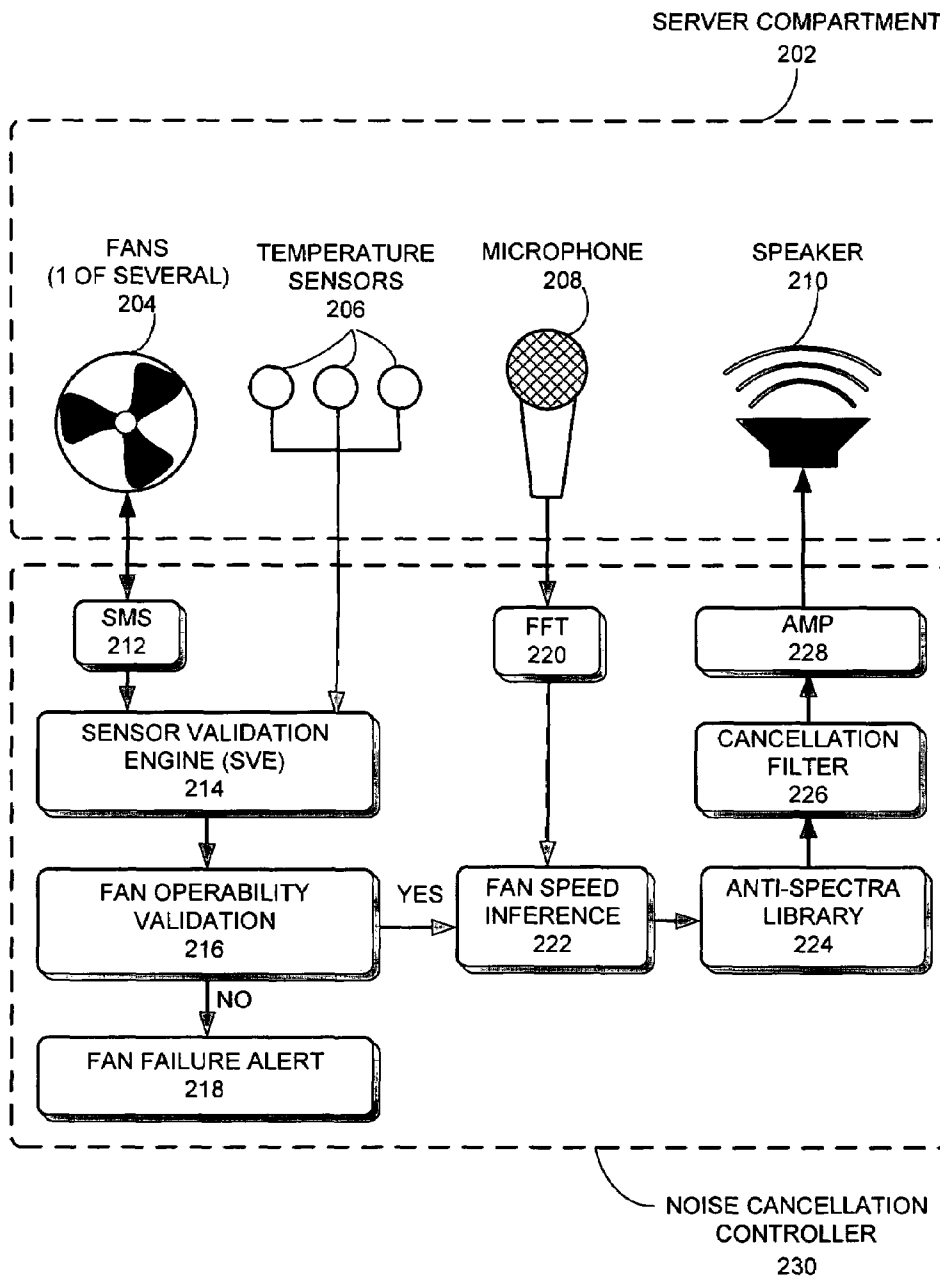 SERVER COMPARTMENT
202
FANS
(1 OF SEVERAL)
204
TEMPERATURE
SENSORS
206
MICROPHONE
208
SPEAKER
210
SMS
212
FFT
220
AMP
228
SENSOR VALIDATION
ENGINE (SVE)
214
CANCELLATION
FILTER
226
FAN OPERABILITY
VALIDATION
216
YES
FAN SPEED
INFERENCE
222
ANTI-SPECTRA
LIBRARY
224
NO
FAN FAILURE ALERT
218
NOISE CANCELLATION
CONTROLLER
230